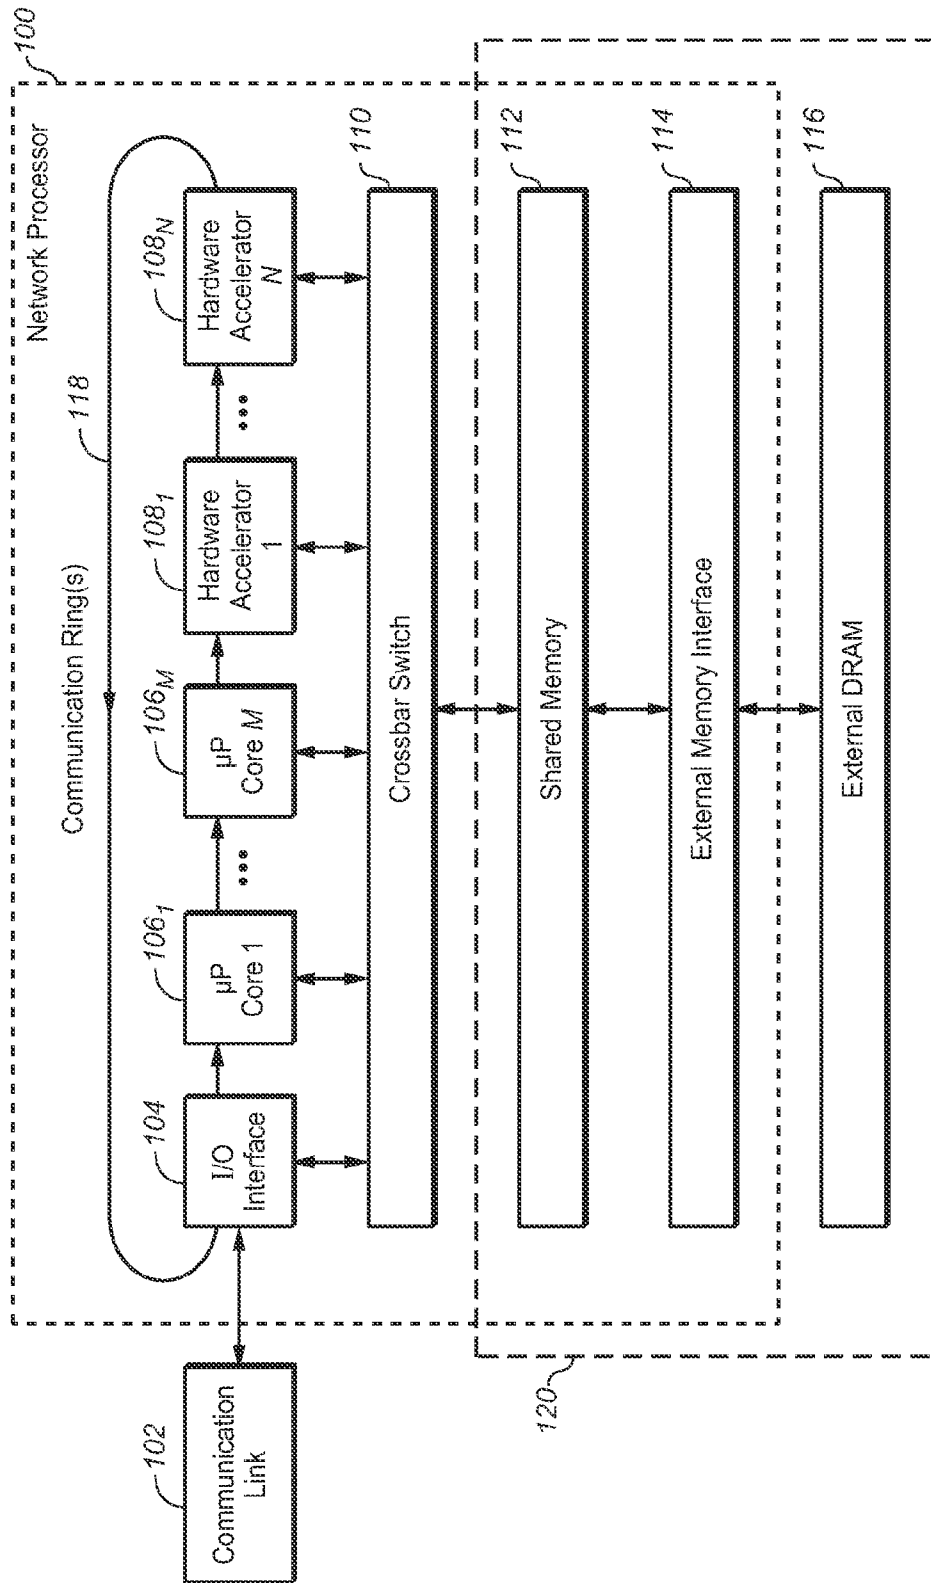 100
Network Processor
118
Communication Ring(s)
102
Communication
Link
104
I/O
Interface
106₁
µP
Core 1
•••
106M
µP
Core M
108₁
Hardware
Accelerator
1
•••
108N
Hardware
Accelerator
N
110
Crossbar Switch
112
Shared Memory
114
External Memory Interface
116
External DRAM
120